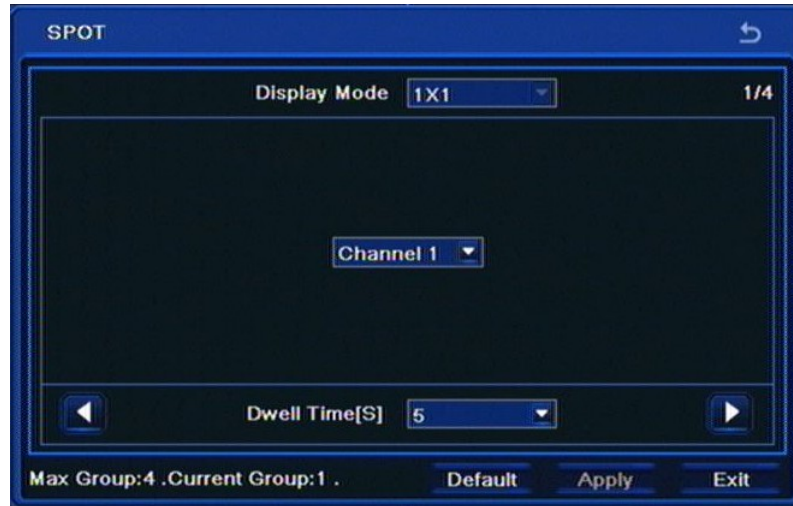 SPOT
Display Mode 1X1 1/4
Channel 1
Dwell Time[S] 5
Max Group:4 .Current Group:1 . Default Apply Exit